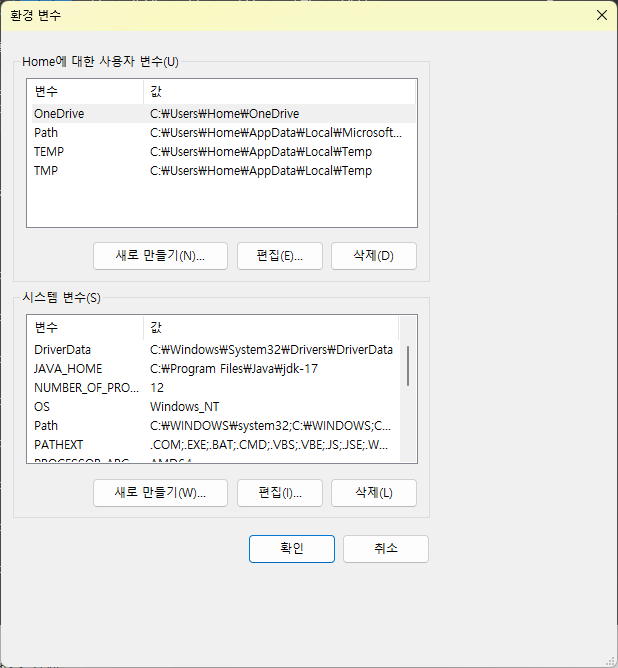 환경 변수
Home에 대한 사용자 변수(U)
변수 값
OneDrive C:₩Users₩Home₩OneDrive
Path C:₩Users₩Home₩AppData₩Local₩Microsoft...
TEMP C:₩Users₩Home₩AppData₩Local₩Temp
TMP C:₩Users₩Home₩AppData₩Local₩Temp
새로 만들기(N)... 편집(E)... 삭제(D)
시스템 변수(S)
변수 값
DriverData C:₩Windows₩System32₩Drivers₩DriverData
JAVA_HOME C:₩Program Files₩Java₩jdk-17
NUMBER_OF_PRO... 12
OS Windows_NT
Path C:₩WINDOWS₩system32;C:₩WINDOWS;C...
PATHEXT .COM;.EXE;.BAT;.CMD;.VBS;.VBE;.JS;.JSE;.W...
PROCESSOR_ARC... AMD64
새로 만들기(W)... 편집(I)... 삭제(L)
확인 취소